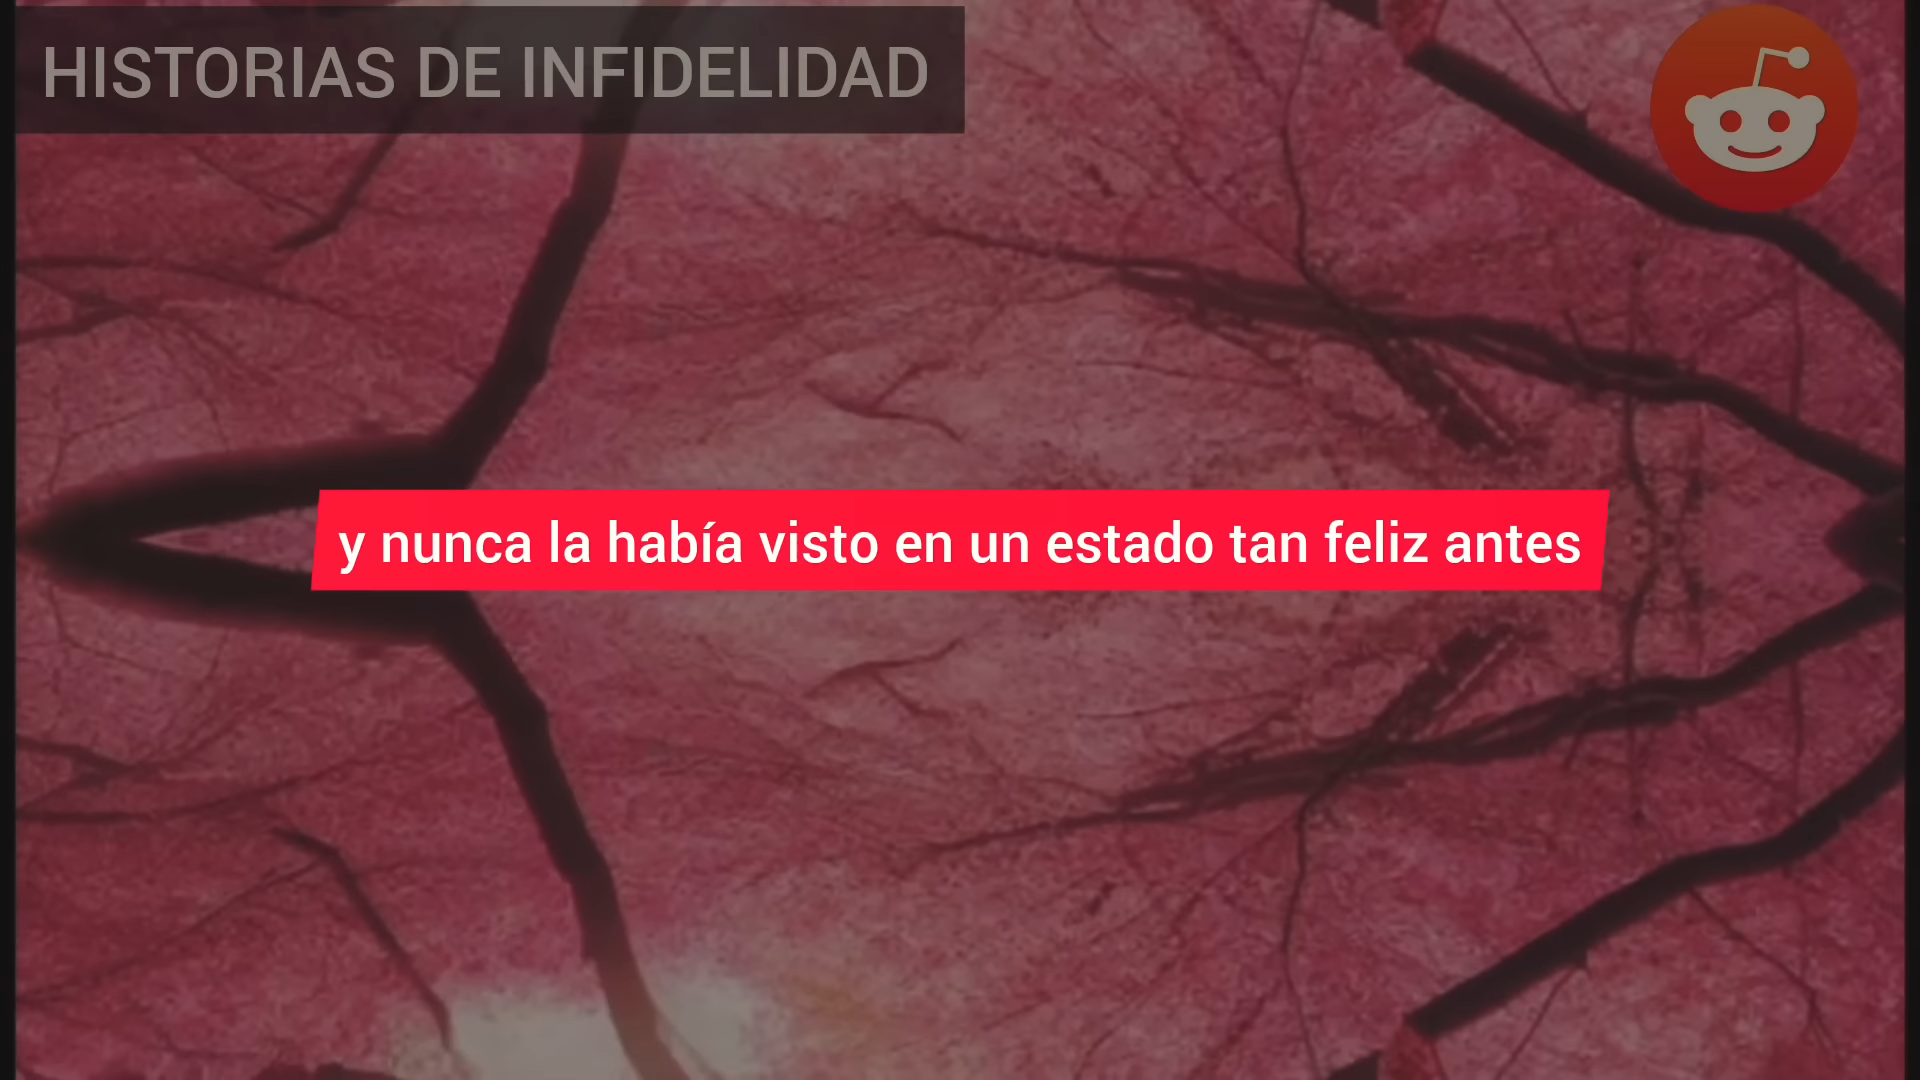 HISTORIAS DE INFIDELIDAD
y nunca la había visto en un estado tan feliz antes